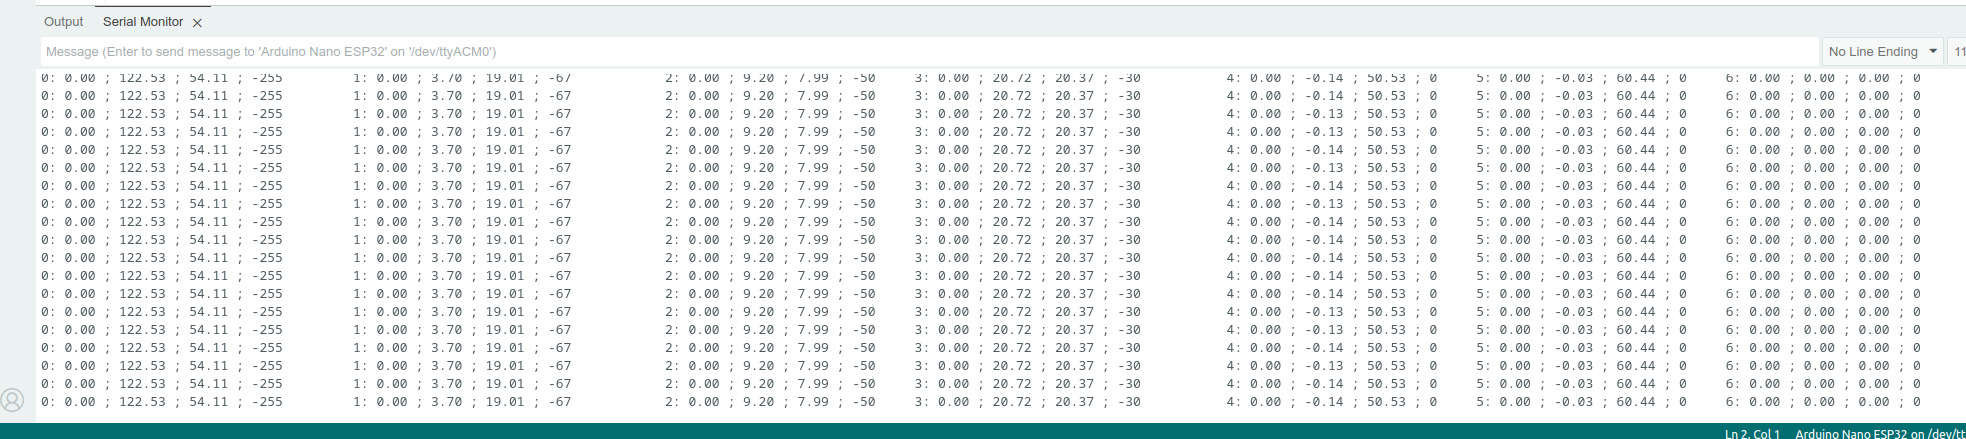 Output Serial Monitor ×
Message (Enter to send message to 'Arduino Nano ESP32' on '/dev/ttyACM0') No Line Ending 11
0: 0.00 ; 122.53 ; 54.11 ; -255 1: 0.00 ; 3.70 ; 19.01 ; -67 2: 0.00 ; 9.20 ; 7.99 ; -50 3: 0.00 ; 20.72 ; 20.37 ; -30 4: 0.00 ; -0.14 ; 50.53 ; 0 5: 0.00 ; -0.03 ; 60.44 ; 0 6: 0.00 ; 0.00 ; 0.00 ; 0
0: 0.00 ; 122.53 ; 54.11 ; -255 1: 0.00 ; 3.70 ; 19.01 ; -67 2: 0.00 ; 9.20 ; 7.99 ; -50 3: 0.00 ; 20.72 ; 20.37 ; -30 4: 0.00 ; -0.14 ; 50.53 ; 0 5: 0.00 ; -0.03 ; 60.44 ; 0 6: 0.00 ; 0.00 ; 0.00 ; 0
0: 0.00 ; 122.53 ; 54.11 ; -255 1: 0.00 ; 3.70 ; 19.01 ; -67 2: 0.00 ; 9.20 ; 7.99 ; -50 3: 0.00 ; 20.72 ; 20.37 ; -30 4: 0.00 ; -0.13 ; 50.53 ; 0 5: 0.00 ; -0.03 ; 60.44 ; 0 6: 0.00 ; 0.00 ; 0.00 ; 0
0: 0.00 ; 122.53 ; 54.11 ; -255 1: 0.00 ; 3.70 ; 19.01 ; -67 2: 0.00 ; 9.20 ; 7.99 ; -50 3: 0.00 ; 20.72 ; 20.37 ; -30 4: 0.00 ; -0.13 ; 50.53 ; 0 5: 0.00 ; -0.03 ; 60.44 ; 0 6: 0.00 ; 0.00 ; 0.00 ; 0
0: 0.00 ; 122.53 ; 54.11 ; -255 1: 0.00 ; 3.70 ; 19.01 ; -67 2: 0.00 ; 9.20 ; 7.99 ; -50 3: 0.00 ; 20.72 ; 20.37 ; -30 4: 0.00 ; -0.14 ; 50.53 ; 0 5: 0.00 ; -0.03 ; 60.44 ; 0 6: 0.00 ; 0.00 ; 0.00 ; 0
0: 0.00 ; 122.53 ; 54.11 ; -255 1: 0.00 ; 3.70 ; 19.01 ; -67 2: 0.00 ; 9.20 ; 7.99 ; -50 3: 0.00 ; 20.72 ; 20.37 ; -30 4: 0.00 ; -0.13 ; 50.53 ; 0 5: 0.00 ; -0.03 ; 60.44 ; 0 6: 0.00 ; 0.00 ; 0.00 ; 0
0: 0.00 ; 122.53 ; 54.11 ; -255 1: 0.00 ; 3.70 ; 19.01 ; -67 2: 0.00 ; 9.20 ; 7.99 ; -50 3: 0.00 ; 20.72 ; 20.37 ; -30 4: 0.00 ; -0.14 ; 50.53 ; 0 5: 0.00 ; -0.03 ; 60.44 ; 0 6: 0.00 ; 0.00 ; 0.00 ; 0
0: 0.00 ; 122.53 ; 54.11 ; -255 1: 0.00 ; 3.70 ; 19.01 ; -67 2: 0.00 ; 9.20 ; 7.99 ; -50 3: 0.00 ; 20.72 ; 20.37 ; -30 4: 0.00 ; -0.13 ; 50.53 ; 0 5: 0.00 ; -0.03 ; 60.44 ; 0 6: 0.00 ; 0.00 ; 0.00 ; 0
0: 0.00 ; 122.53 ; 54.11 ; -255 1: 0.00 ; 3.70 ; 19.01 ; -67 2: 0.00 ; 9.20 ; 7.99 ; -50 3: 0.00 ; 20.72 ; 20.37 ; -30 4: 0.00 ; -0.14 ; 50.53 ; 0 5: 0.00 ; -0.03 ; 60.44 ; 0 6: 0.00 ; 0.00 ; 0.00 ; 0
0: 0.00 ; 122.53 ; 54.11 ; -255 1: 0.00 ; 3.70 ; 19.01 ; -67 2: 0.00 ; 9.20 ; 7.99 ; -50 3: 0.00 ; 20.72 ; 20.37 ; -30 4: 0.00 ; -0.14 ; 50.53 ; 0 5: 0.00 ; -0.03 ; 60.44 ; 0 6: 0.00 ; 0.00 ; 0.00 ; 0
0: 0.00 ; 122.53 ; 54.11 ; -255 1: 0.00 ; 3.70 ; 19.01 ; -67 2: 0.00 ; 9.20 ; 7.99 ; -50 3: 0.00 ; 20.72 ; 20.37 ; -30 4: 0.00 ; -0.14 ; 50.53 ; 0 5: 0.00 ; -0.03 ; 60.44 ; 0 6: 0.00 ; 0.00 ; 0.00 ; 0
0: 0.00 ; 122.53 ; 54.11 ; -255 1: 0.00 ; 3.70 ; 19.01 ; -67 2: 0.00 ; 9.20 ; 7.99 ; -50 3: 0.00 ; 20.72 ; 20.37 ; -30 4: 0.00 ; -0.14 ; 50.53 ; 0 5: 0.00 ; -0.03 ; 60.44 ; 0 6: 0.00 ; 0.00 ; 0.00 ; 0
0: 0.00 ; 122.53 ; 54.11 ; -255 1: 0.00 ; 3.70 ; 19.01 ; -67 2: 0.00 ; 9.20 ; 7.99 ; -50 3: 0.00 ; 20.72 ; 20.37 ; -30 4: 0.00 ; -0.14 ; 50.53 ; 0 5: 0.00 ; -0.03 ; 60.44 ; 0 6: 0.00 ; 0.00 ; 0.00 ; 0
0: 0.00 ; 122.53 ; 54.11 ; -255 1: 0.00 ; 3.70 ; 19.01 ; -67 2: 0.00 ; 9.20 ; 7.99 ; -50 3: 0.00 ; 20.72 ; 20.37 ; -30 4: 0.00 ; -0.13 ; 50.53 ; 0 5: 0.00 ; -0.03 ; 60.44 ; 0 6: 0.00 ; 0.00 ; 0.00 ; 0
0: 0.00 ; 122.53 ; 54.11 ; -255 1: 0.00 ; 3.70 ; 19.01 ; -67 2: 0.00 ; 9.20 ; 7.99 ; -50 3: 0.00 ; 20.72 ; 20.37 ; -30 4: 0.00 ; -0.13 ; 50.53 ; 0 5: 0.00 ; -0.03 ; 60.44 ; 0 6: 0.00 ; 0.00 ; 0.00 ; 0
0: 0.00 ; 122.53 ; 54.11 ; -255 1: 0.00 ; 3.70 ; 19.01 ; -67 2: 0.00 ; 9.20 ; 7.99 ; -50 3: 0.00 ; 20.72 ; 20.37 ; -30 4: 0.00 ; -0.14 ; 50.53 ; 0 5: 0.00 ; -0.03 ; 60.44 ; 0 6: 0.00 ; 0.00 ; 0.00 ; 0
0: 0.00 ; 122.53 ; 54.11 ; -255 1: 0.00 ; 3.70 ; 19.01 ; -67 2: 0.00 ; 9.20 ; 7.99 ; -50 3: 0.00 ; 20.72 ; 20.37 ; -30 4: 0.00 ; -0.14 ; 50.53 ; 0 5: 0.00 ; -0.03 ; 60.44 ; 0 6: 0.00 ; 0.00 ; 0.00 ; 0
0: 0.00 ; 122.53 ; 54.11 ; -255 1: 0.00 ; 3.70 ; 19.01 ; -67 2: 0.00 ; 9.20 ; 7.99 ; -50 3: 0.00 ; 20.72 ; 20.37 ; -30 4: 0.00 ; -0.14 ; 50.53 ; 0 5: 0.00 ; -0.03 ; 60.44 ; 0 6: 0.00 ; 0.00 ; 0.00 ; 0
0: 0.00 ; 122.53 ; 54.11 ; -255 1: 0.00 ; 3.70 ; 19.01 ; -67 2: 0.00 ; 9.20 ; 7.99 ; -50 3: 0.00 ; 20.72 ; 20.37 ; -30 4: 0.00 ; -0.14 ; 50.53 ; 0 5: 0.00 ; -0.03 ; 60.44 ; 0 6: 0.00 ; 0.00 ; 0.00 ; 0
Ln 2, Col 1 Arduino Nano ESP32 on /dev/tt